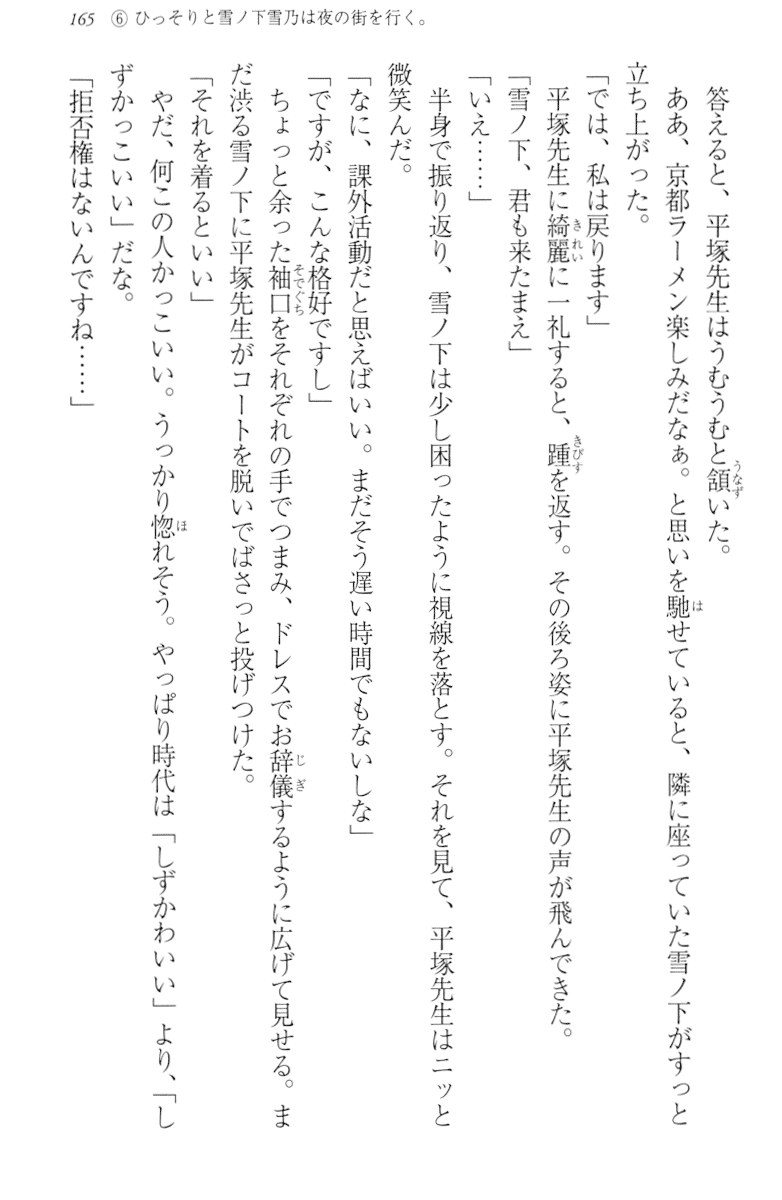 165 ⑥ ひっそりと雪ノ下雪乃は夜の街を行く。
答えると、平塚先生はうむうむと頷いた。
ああ、京都ラーメン楽しみだなぁ。と思いを馳せていると、隣に座っていた雪ノ下がすっと
立ち上がった。
「では、私は戻ります」
平塚先生に綺麗に一礼すると、踵を返す。その後ろ姿に平塚先生の声が飛んできた。
「雪ノ下、君も来たまえ」
「いえ……」
半身で振り返り、雪ノ下は少し困ったように視線を落とす。それを見て、平塚先生はニッと
微笑んだ。
「なに、課外活動だと思えばいい。まだそう遅い時間でもないしな」
「ですが、こんな格好ですし」
ちょっと余った袖口をそれぞれの手でつまみ、ドレスでお辞儀するように広げて見せる。ま
だ渋る雪ノ下に平塚先生がコートを脱いでばさっと投げつけた。
「それを着るといい」
やだ、何この人かっこいい。うっかり惚れそう。やっぱり時代は「しずかわいい」より、「し
ずかっこいい」だな。
「拒否権はないんですね……」